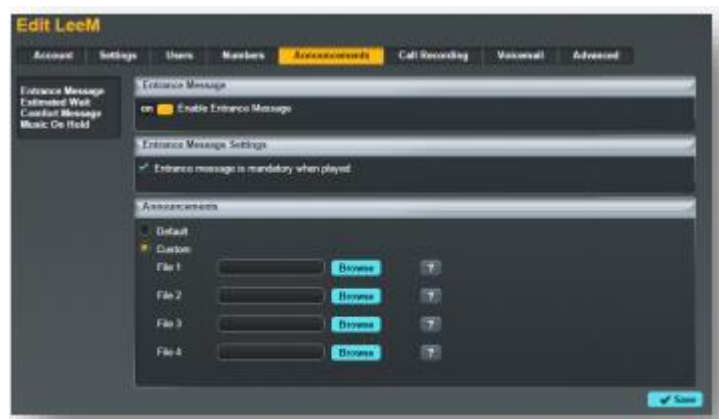 Edit LeeM
Account Settings Users Numbers Announcements Call Recording Voicemail Advanced
Entrance Message
Estimated Wait
Comfort Message
Music On Hold
Entrance Message
on Enable Entrance Message
Entrance Message Settings
Entrance message is mandatory when played
Announcements
Default
Custom
File 1 Browse ?
File 2 Browse ?
File 3 Browse ?
File 4 Browse ?
Save